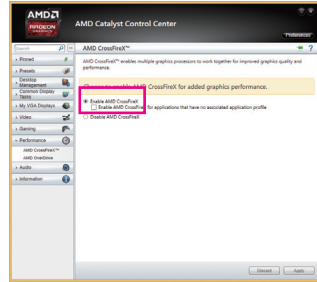 AMD
RADEON
GRAPHICS
AMD Catalyst Control Center
Preferences
Search
AMD CrossFireX™
Pinned
Presets
Desktop
Management
Common Display
Tasks
My VGA Displays
Video
Gaming
Performance
AMD CrossFireX™
AMD OverDrive
Audio
Information
AMD CrossFireX™ enables multiple graphics processors to work together for improved graphics quality and
performance.
AMD CrossFireX for added graphics performance.
Enable AMD CrossFireX
Enable AMD CrossFireX for applications that have no associated application profile
Disable AMD CrossFireX
Discard
Apply